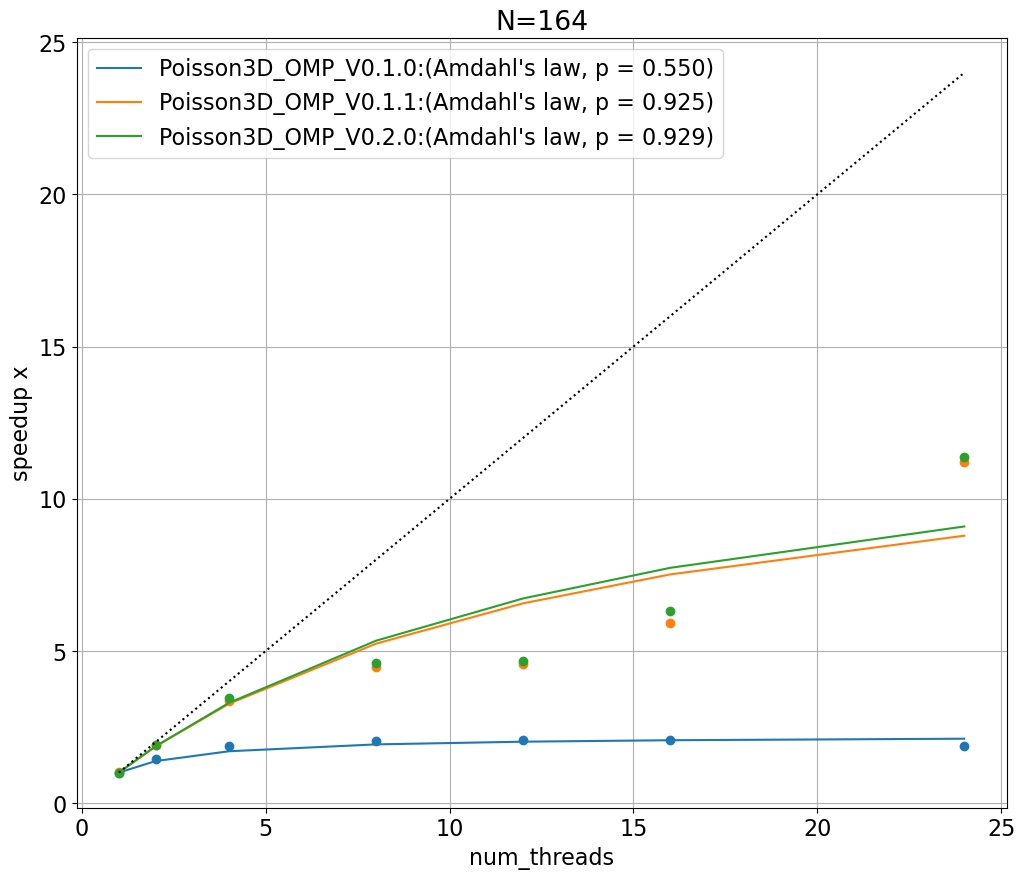 N=164
25
20
15
10
5
0
speedup x
Poisson3D_OMP_V0.1.0:(Amdahl's law, p = 0.550)
Poisson3D_OMP_V0.1.1:(Amdahl's law, p = 0.925)
Poisson3D_OMP_V0.2.0:(Amdahl's law, p = 0.929)
0 5 10 15 20 25
num_threads